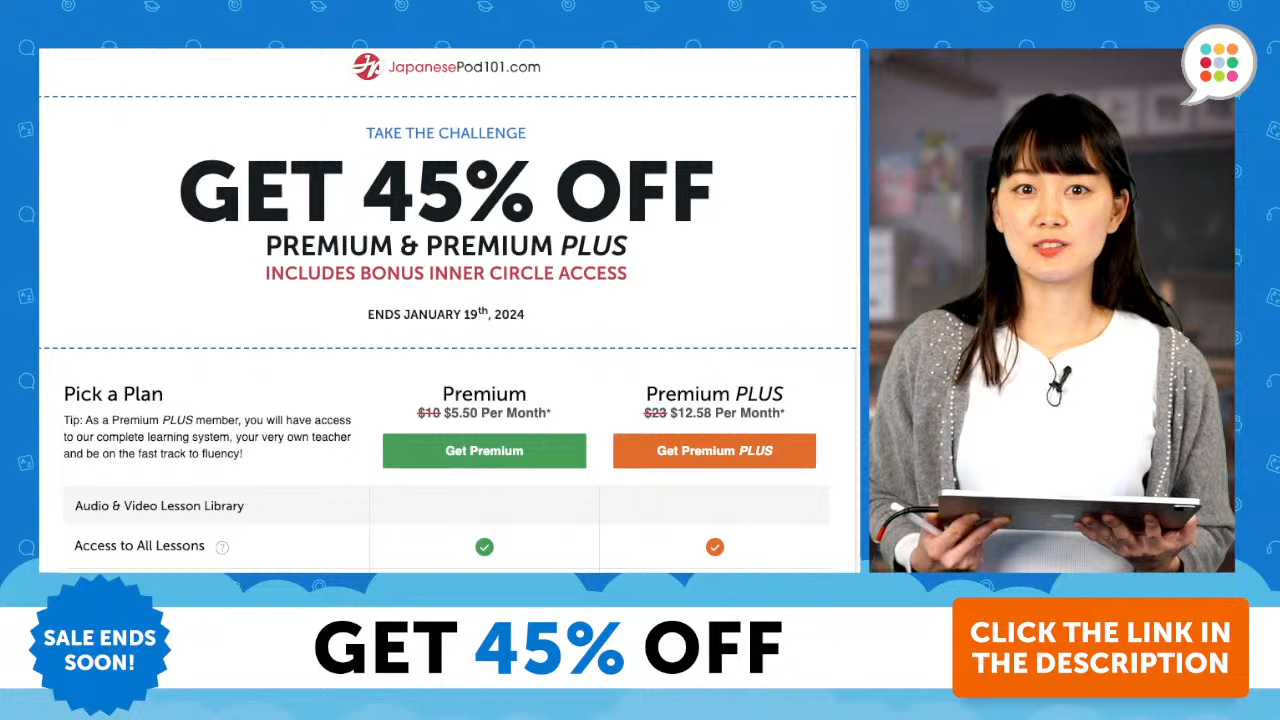 JapanesePod101.com
TAKE THE CHALLENGE
GET 45% OFF
PREMIUM & PREMIUM PLUS
INCLUDES BONUS INNER CIRCLE ACCESS
ENDS JANUARY 19th, 2024
Pick a Plan
Tip: As a Premium PLUS member, you will have access
to our complete learning system, your very own teacher
and be on the fast track to fluency!
Premium
$10 $5.50 Per Month*
Get Premium
Premium PLUS
$23 $12.58 Per Month*
Get Premium PLUS
Audio & Video Lesson Library
Access to All Lessons ?
SALE ENDS
SOON!
GET 45% OFF
CLICK THE LINK IN
THE DESCRIPTION